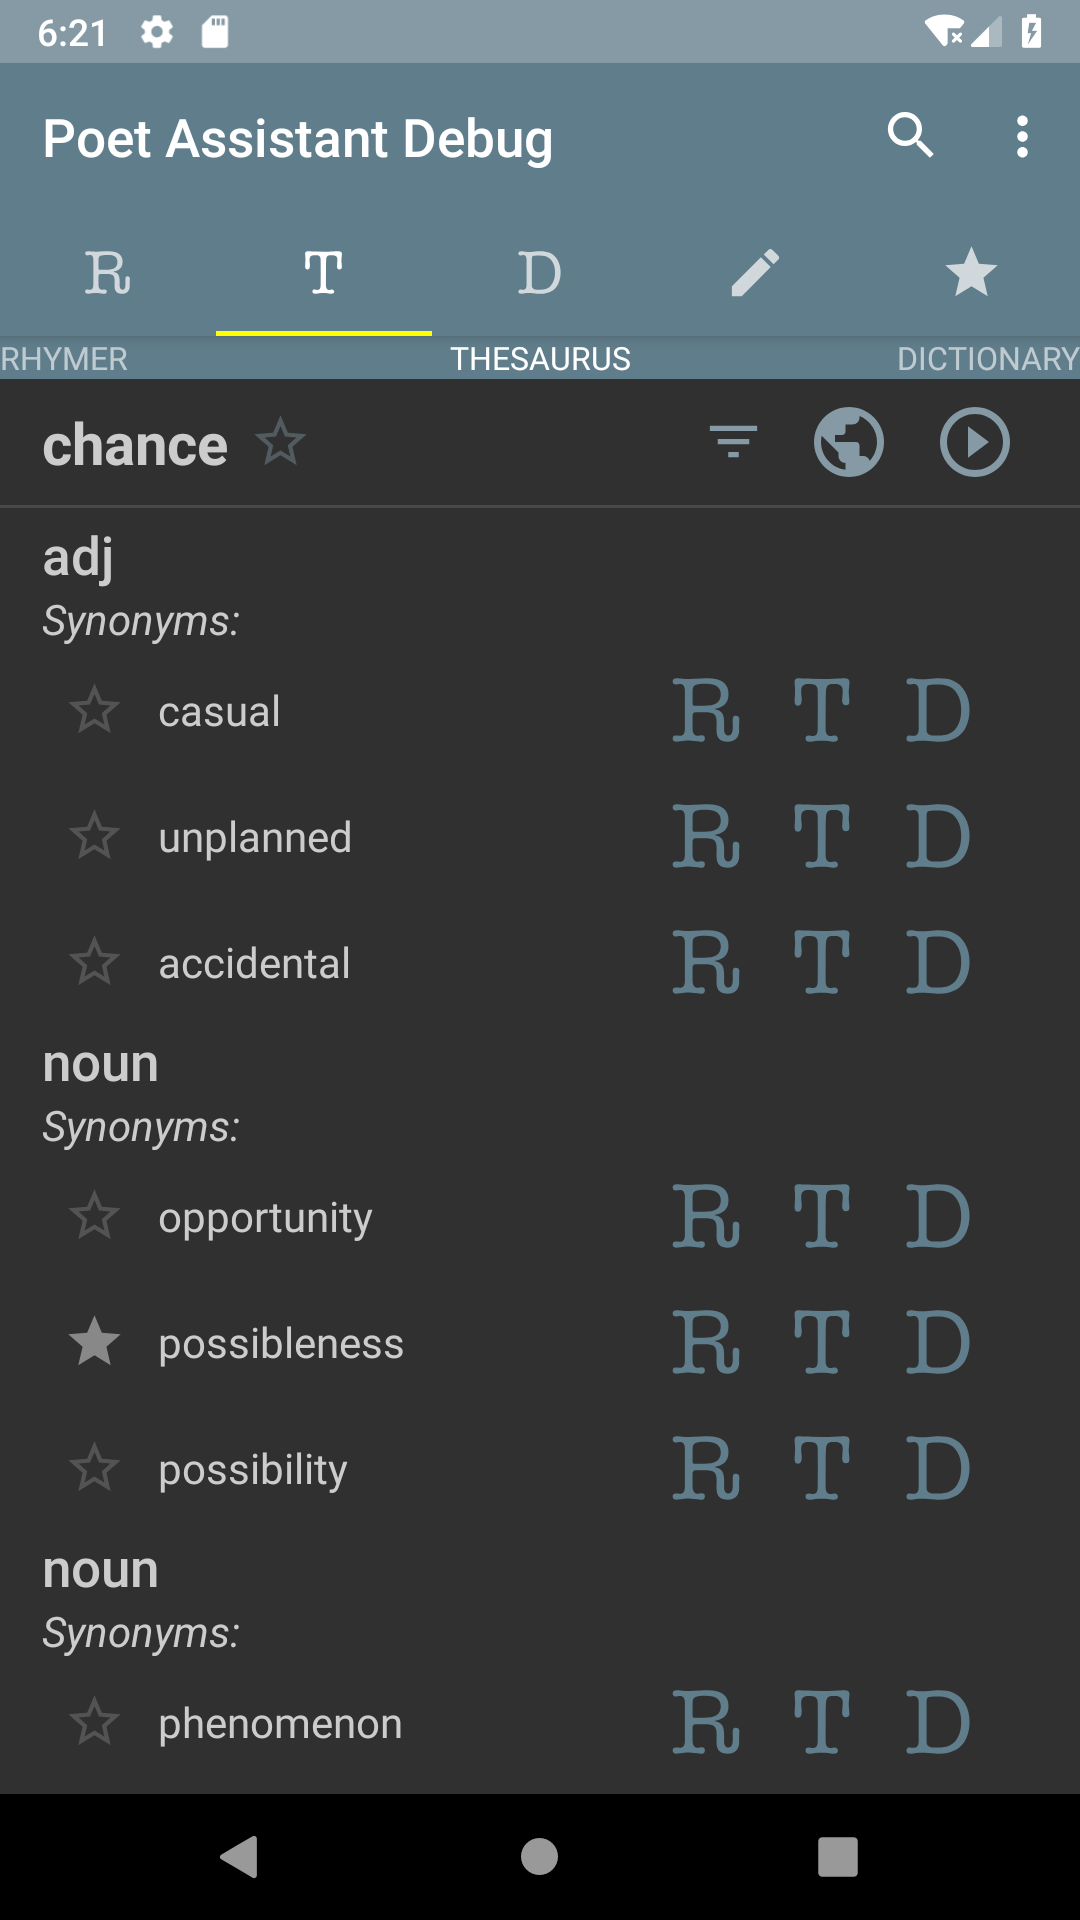 6:21
Poet Assistant Debug
R T D
RHYMER THESAURUS DICTIONARY
chance
adj
Synonyms:
casual R T D
unplanned R T D
accidental R T D
noun
Synonyms:
opportunity R T D
possibleness R T D
possibility R T D
noun
Synonyms:
phenomenon R T D